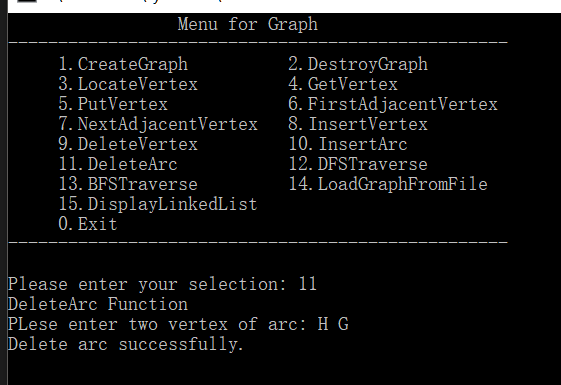 Menu for Graph
--------------------------------------------------
1.CreateGraph 2.DestroyGraph
3.LocateVertex 4.GetVertex
5.PutVertex 6.FirstAdjacentVertex
7.NextAdjacentVertex 8.InsertVertex
9.DeleteVertex 10.InsertArc
11.DeleteArc 12.DFSTraverse
13.BFSTraverse 14.LoadGraphFromFile
15.DisplayLinkedList
0.Exit
--------------------------------------------------
Please enter your selection: 11
DeleteArc Function
PLese enter two vertex of arc: H G
Delete arc successfully.